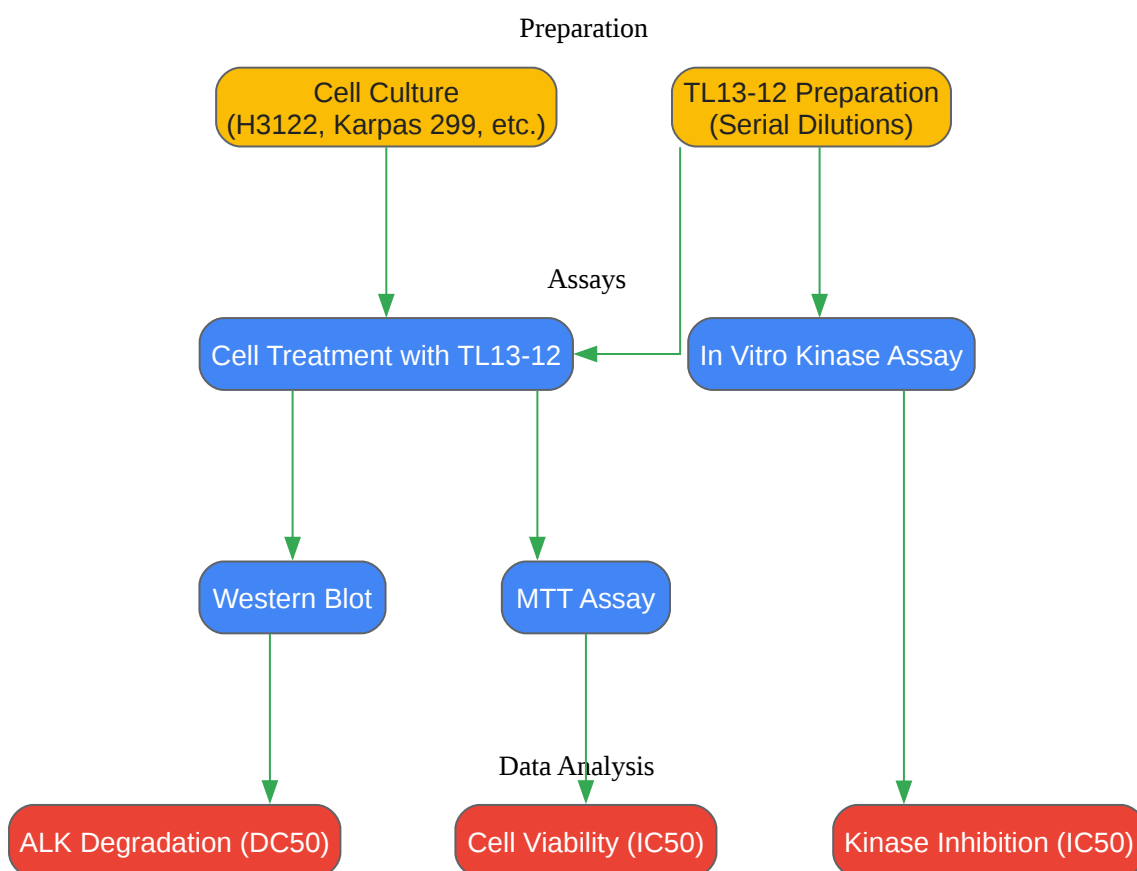 Preparation
Cell Culture
(H3122, Karpas 299, etc.)
TL13-12 Preparation
(Serial Dilutions)
Assays
Cell Treatment with TL13-12
In Vitro Kinase Assay
Western Blot
MTT Assay
Data Analysis
ALK Degradation (DC50)
Cell Viability (IC50)
Kinase Inhibition (IC50)